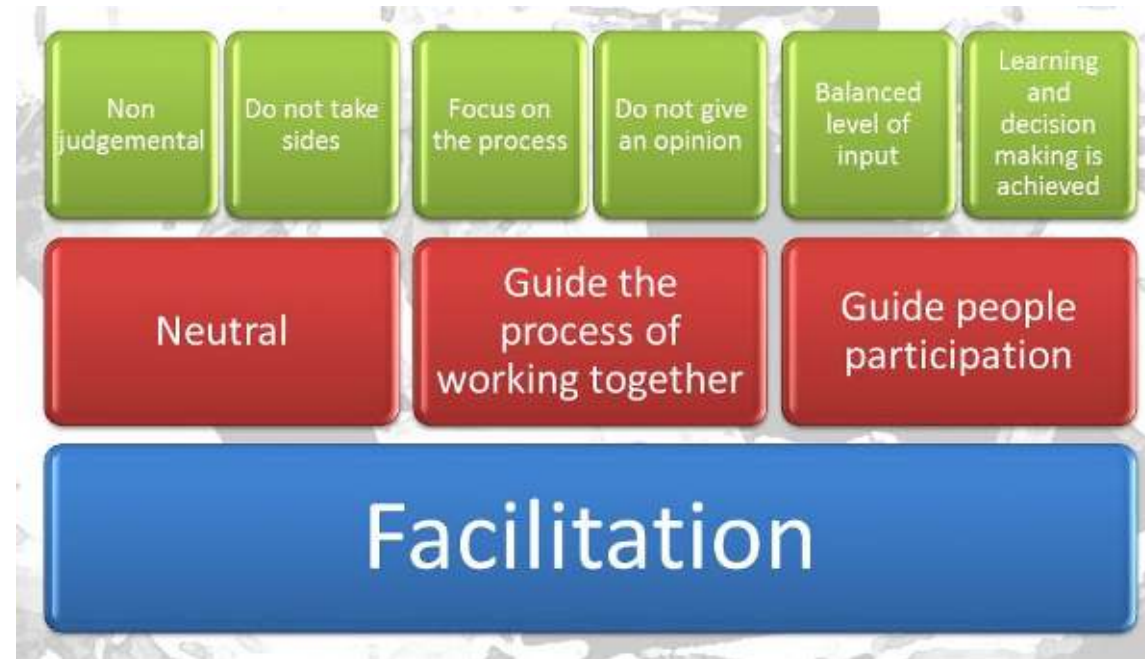 Non
judgemental
Do not take
sides
Focus on
the process
Do not give
an opinion
Balanced
level of
input
Learning
and
decision
making is
achieved
Neutral
Guide the
process of
working together
Guide people
participation
Facilitation